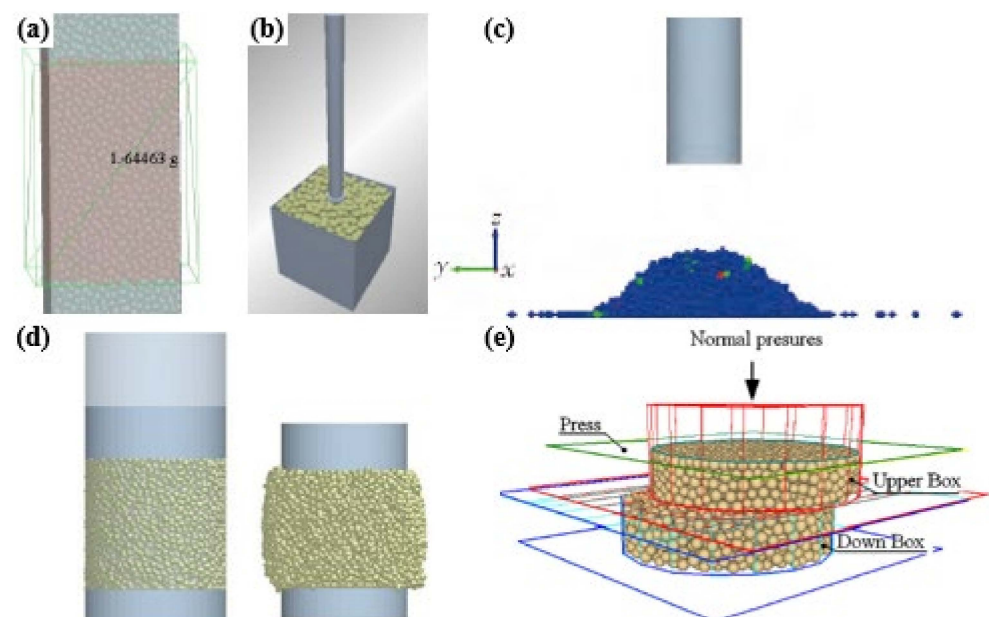 (a)
(b)
(c)
1.64463 g
z
y
x
(d)
(e)
Normal presures
Press
Upper Box
Down Box